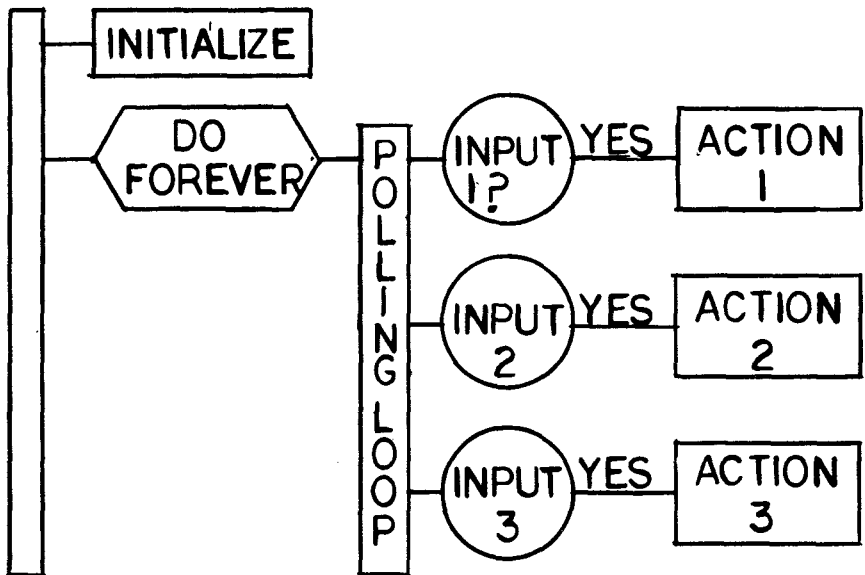 INITIALIZE
DO
FOREVER
POLLING LOOP
INPUT
1?
YES
ACTION
1
INPUT
2
YES
ACTION
2
INPUT
3
YES
ACTION
3